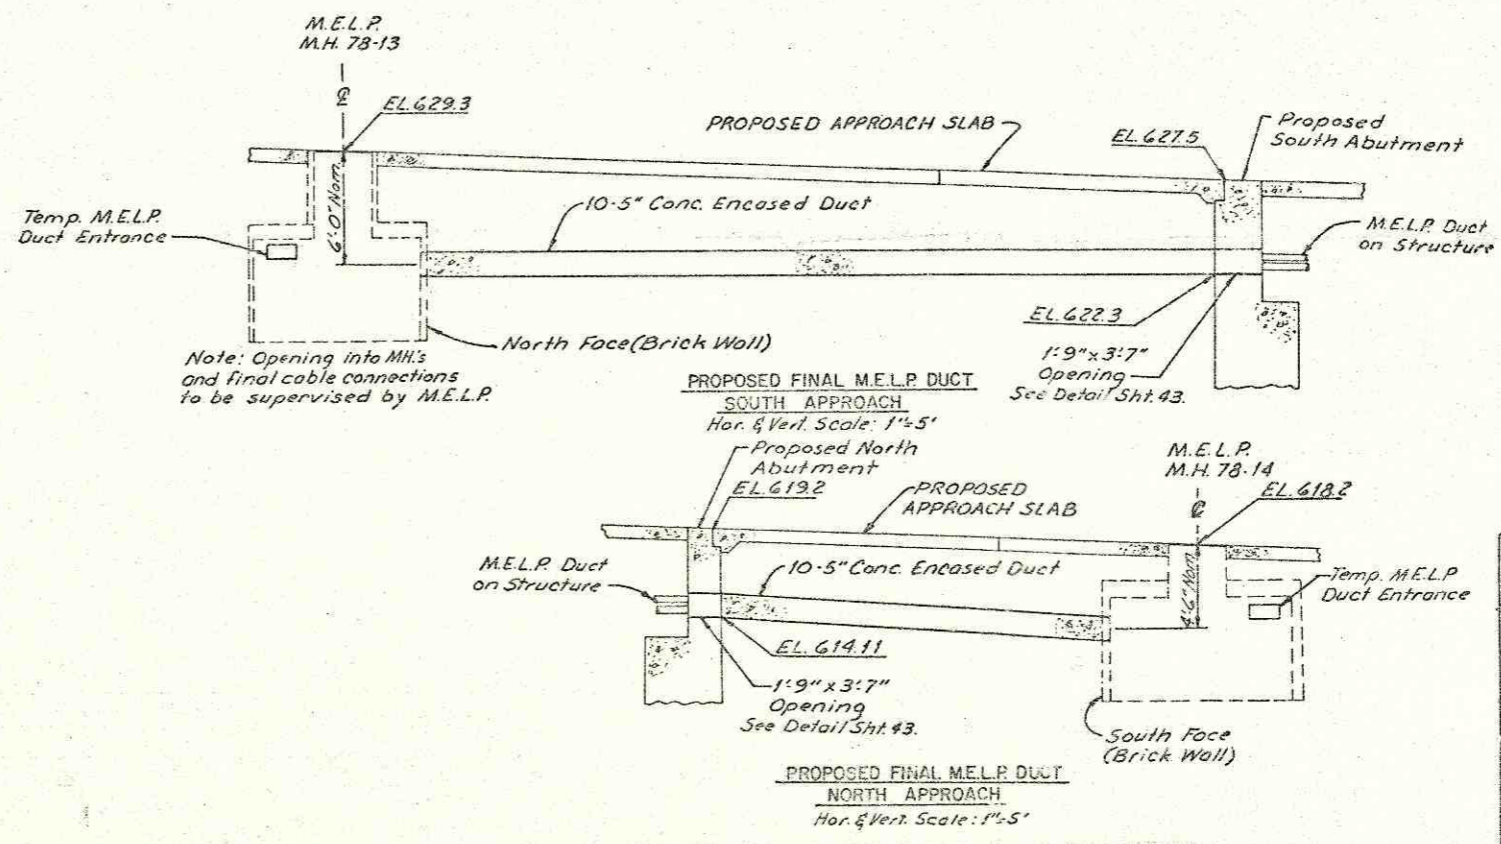 M.E.L.P.
M.H. 78-13
℄
EL. 629.3
PROPOSED APPROACH SLAB
EL. 627.5
Proposed
South Abutment
6'-0" Nom.
10-5" Conc. Encased Duct
Temp. M.E.L.P.
Duct Entrance
M.E.L.P. Duct
on Structure
EL. 622.3
North Face (Brick Wall)
1'-9" x 3'-7"
Opening
See Detail Sht. 43.
Note: Opening into MH.'s
and final cable connections
to be supervised by M.E.L.P.
PROPOSED FINAL M.E.L.P. DUCT
SOUTH APPROACH
Hor. & Vert. Scale: 1"=5'
Proposed North
Abutment
EL. 619.2
PROPOSED
APPROACH SLAB
M.E.L.P.
M.H. 78-14
℄
EL. 618.2
M.E.L.P. Duct
on Structure
10-5" Conc. Encased Duct
4'-6" Nom.
Temp. M.E.L.P
Duct Entrance
EL. 614.11
1'-9" x 3'-7"
Opening
See Detail Sht. 43.
South Face
(Brick Wall)
PROPOSED FINAL M.E.L.P. DUCT
NORTH APPROACH
Hor. & Vert. Scale: 1"=5'